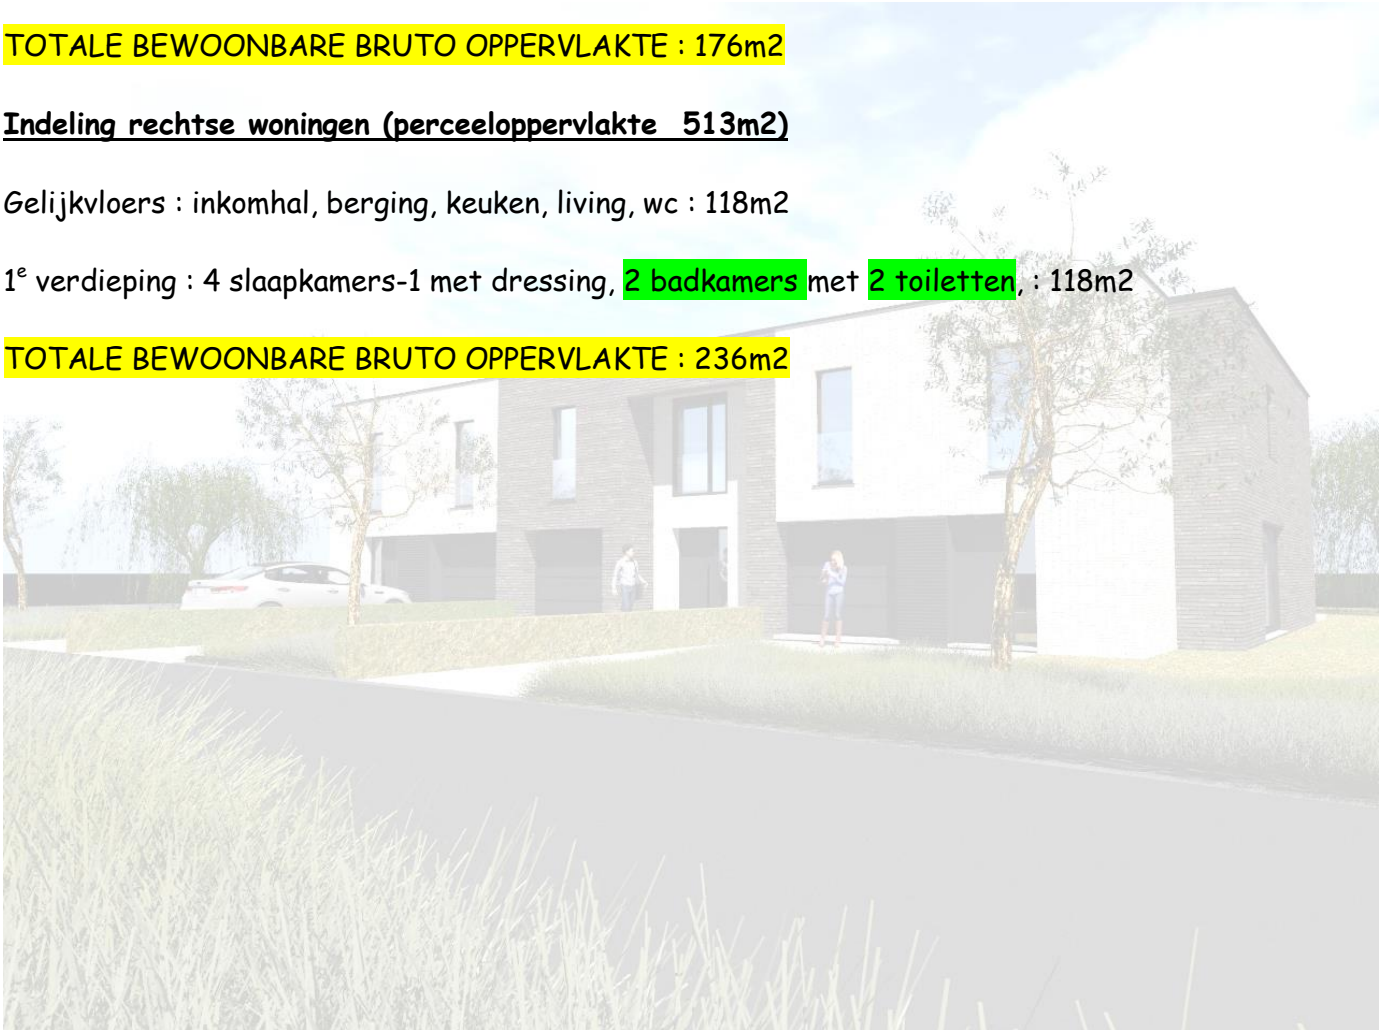 TOTALE BEWOONBARE BRUTO OPPERVLAKTE : 176m2
Indeling rechtse woningen (perceeloppervlakte 513m2)
Gelijkvloers : inkomhal, berging, keuken, living, wc : 118m2
1e verdieping : 4 slaapkamers-1 met dressing, 2 badkamers met 2 toiletten, : 118m2
TOTALE BEWOONBARE BRUTO OPPERVLAKTE : 236m2